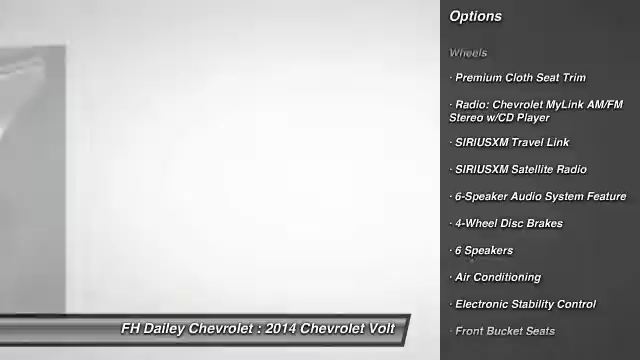 Options
Wheels
· Premium Cloth Seat Trim
· Radio: Chevrolet MyLink AM/FM
Stereo w/CD Player
· SIRIUSXM Travel Link
· SIRIUSXM Satellite Radio
· 6-Speaker Audio System Feature
· 4-Wheel Disc Brakes
· 6 Speakers
· Air Conditioning
· Electronic Stability Control
· Front Bucket Seats
FH Dailey Chevrolet : 2014 Chevrolet Volt